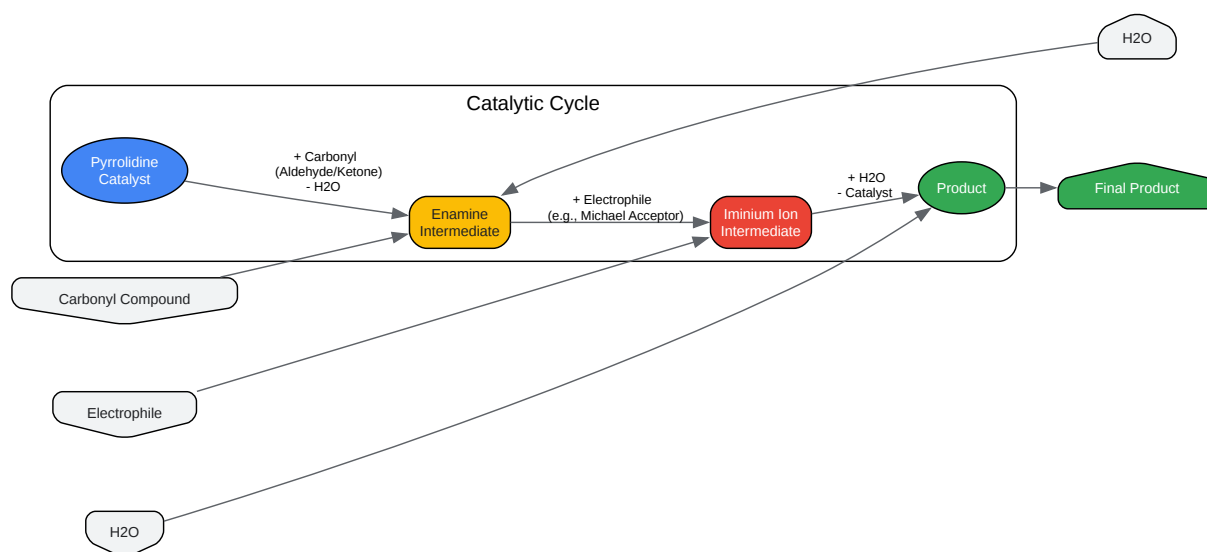 H2O
Catalytic Cycle
Pyrrolidine
Catalyst
+ Carbonyl
(Aldehyde/Ketone)
- H2O
Enamine
Intermediate
+ Electrophile
(e.g., Michael Acceptor)
Iminium Ion
Intermediate
+ H2O
- Catalyst
Product
Final Product
Carbonyl Compound
Electrophile
H2O